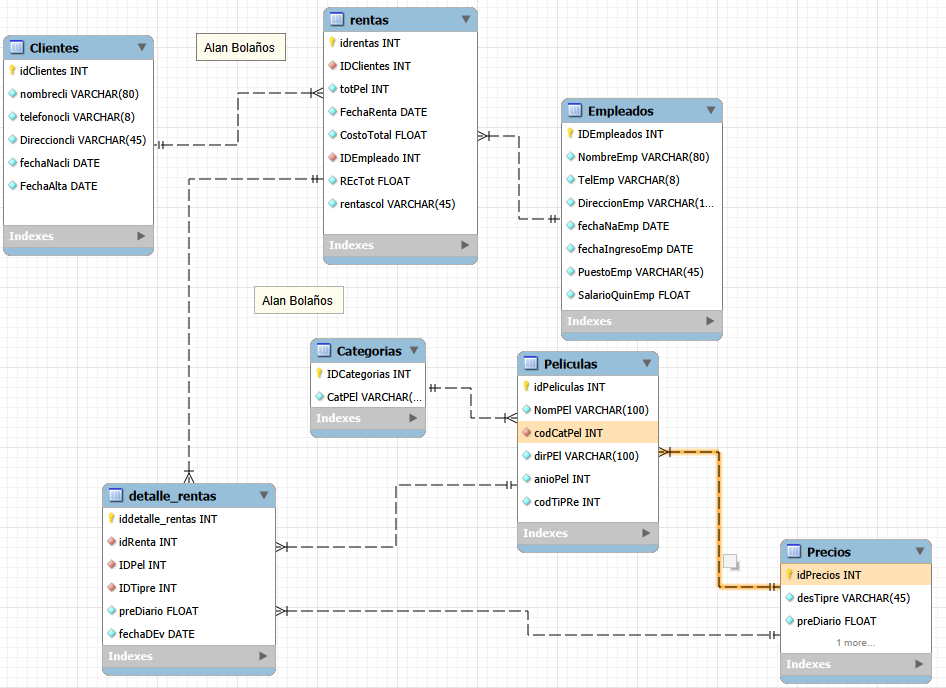 Clientes
idClientes INT
nombrecli VARCHAR(80)
telefonocli VARCHAR(8)
Direccioncli VARCHAR(45)
fechaNacli DATE
FechaAlta DATE
Indexes
Alan Bolaños
rentas
idrentas INT
IDClientes INT
totPel INT
FechaRenta DATE
CostoTotal FLOAT
IDEmpleado INT
REcTot FLOAT
rentascol VARCHAR(45)
Indexes
Empleados
IDEmpleados INT
NombreEmp VARCHAR(80)
TelEmp VARCHAR(8)
DireccionEmp VARCHAR(1...
fechaNaEmp DATE
fechaIngresoEmp DATE
PuestoEmp VARCHAR(45)
SalarioQuinEmp FLOAT
Indexes
Alan Bolaños
Categorias
IDCategorias INT
CatPEl VARCHAR(...
Indexes
Peliculas
idPeliculas INT
NomPEl VARCHAR(100)
codCatPel INT
dirPEl VARCHAR(100)
anioPel INT
codTiPRe INT
Indexes
detalle_rentas
iddetalle_rentas INT
idRenta INT
IDPel INT
IDTipre INT
preDiario FLOAT
fechaDEv DATE
Indexes
Precios
idPrecios INT
desTipre VARCHAR(45)
preDiario FLOAT
1 more...
Indexes